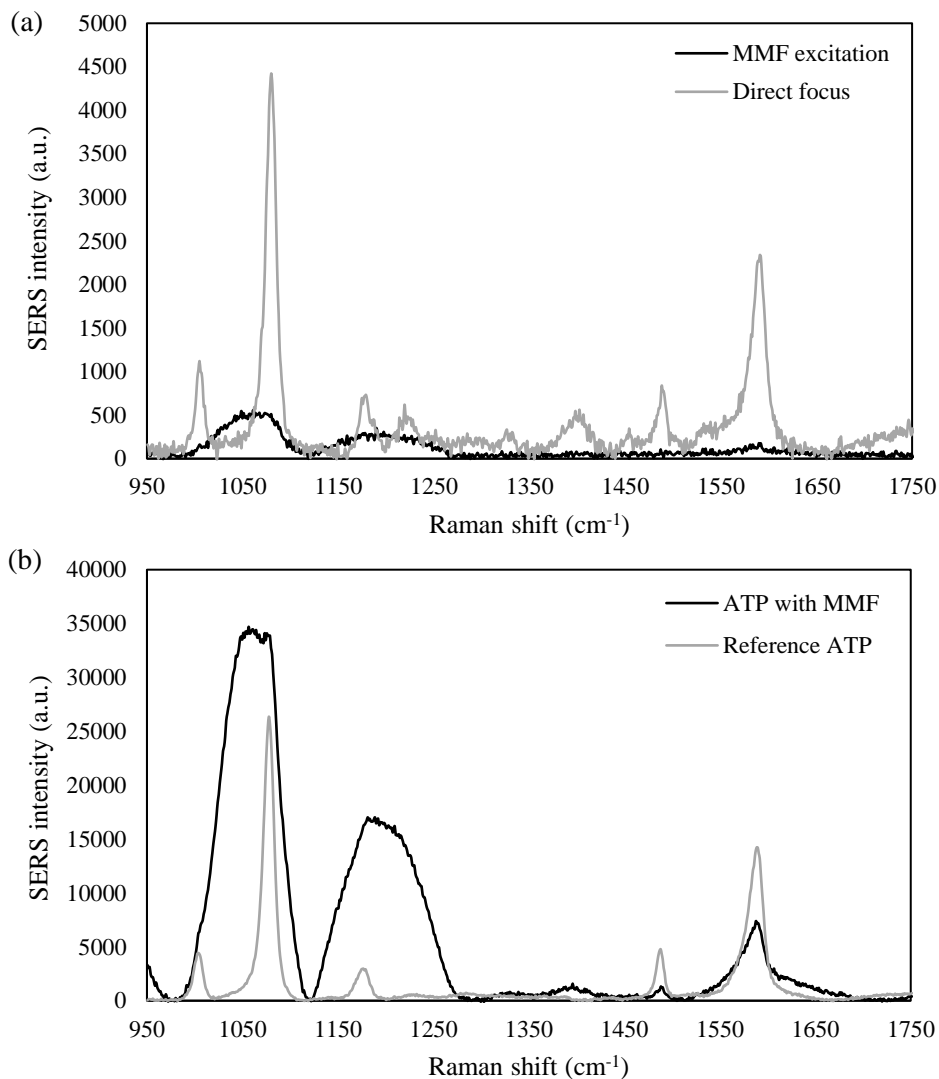 (a)
5000
4500
4000
3500
3000
2500
2000
1500
1000
500
0
SERS intensity (a.u.)
MMF excitation
Direct focus
950 1050 1150 1250 1350 1450 1550 1650 1750
Raman shift (cm⁻¹)
(b)
40000
35000
30000
25000
20000
15000
10000
5000
0
SERS intensity (a.u.)
ATP with MMF
Reference ATP
950 1050 1150 1250 1350 1450 1550 1650 1750
Raman shift (cm⁻¹)